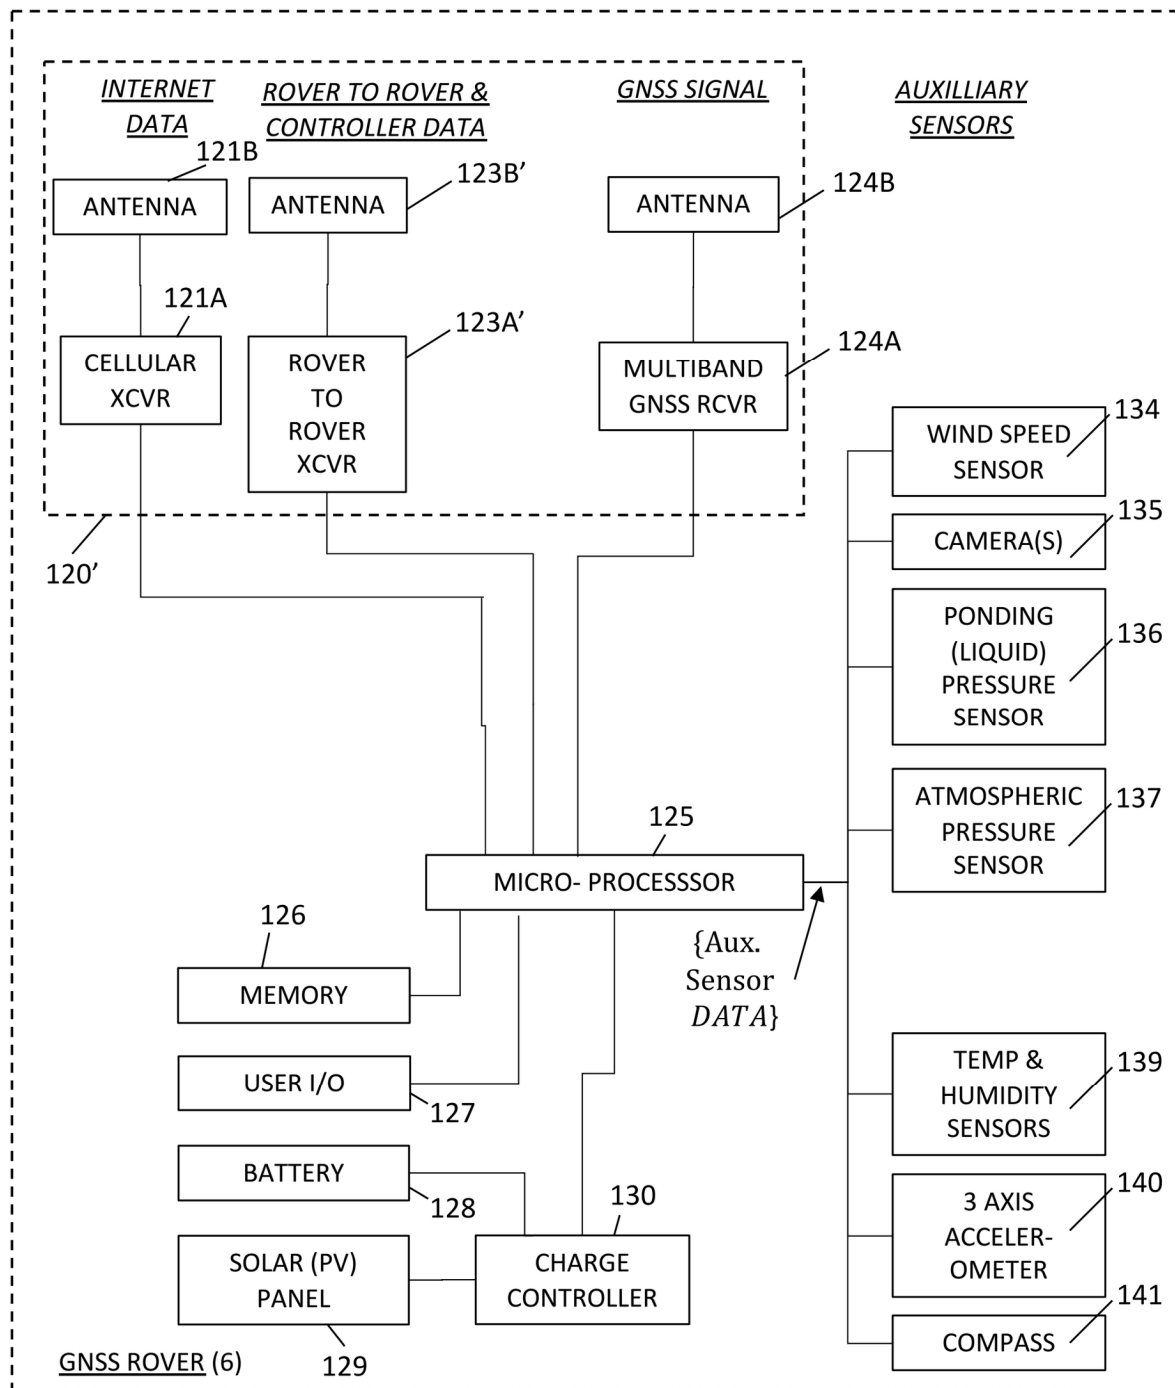 INTERNET
DATA
ROVER TO ROVER &
CONTROLLER DATA
GNSS SIGNAL
AUXILLIARY
SENSORS
121B
123B’
124B
ANTENNA
ANTENNA
ANTENNA
121A
123A’
124A
CELLULAR
XCVR
ROVER
TO
ROVER
XCVR
MULTIBAND
GNSS RCVR
120’
134
WIND SPEED
SENSOR
135
CAMERA(S)
136
PONDING
(LIQUID)
PRESSURE
SENSOR
137
ATMOSPHERIC
PRESSURE
SENSOR
125
MICRO- PROCESSSOR
{Aux.
Sensor
DATA}
126
MEMORY
USER I/O
127
BATTERY
128
130
SOLAR (PV)
PANEL
129
CHARGE
CONTROLLER
139
TEMP &
HUMIDITY
SENSORS
140
3 AXIS
ACCELER-
OMETER
141
COMPASS
GNSS ROVER (6)